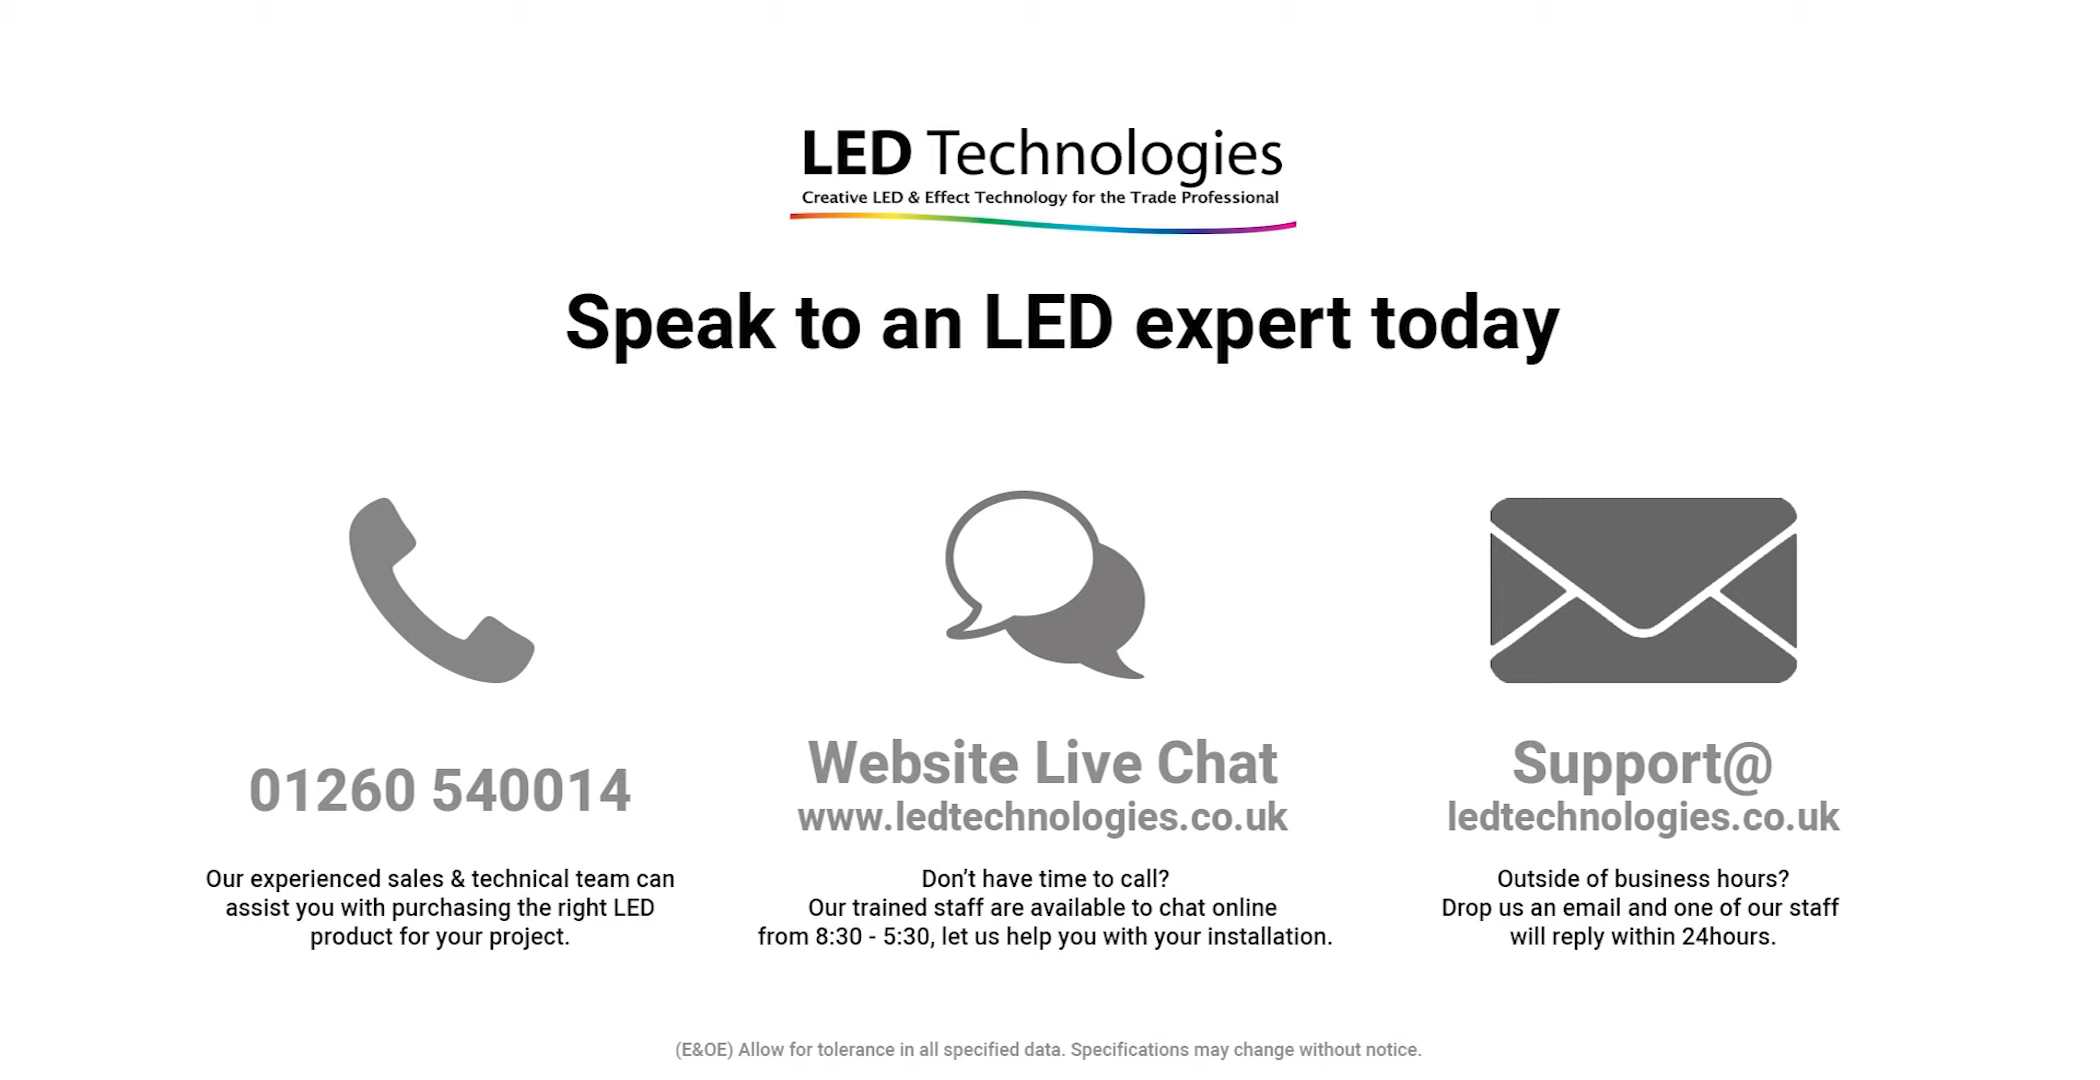 LED Technologies
Creative LED & Effect Technology for the Trade Professional
Speak to an LED expert today
01260 540014
Our experienced sales & technical team can
assist you with purchasing the right LED
product for your project.
Website Live Chat
www.ledtechnologies.co.uk
Don’t have time to call?
Our trained staff are available to chat online
from 8:30 - 5:30, let us help you with your installation.
Support@
ledtechnologies.co.uk
Outside of business hours?
Drop us an email and one of our staff
will reply within 24hours.
(E&OE) Allow for tolerance in all specified data. Specifications may change without notice.